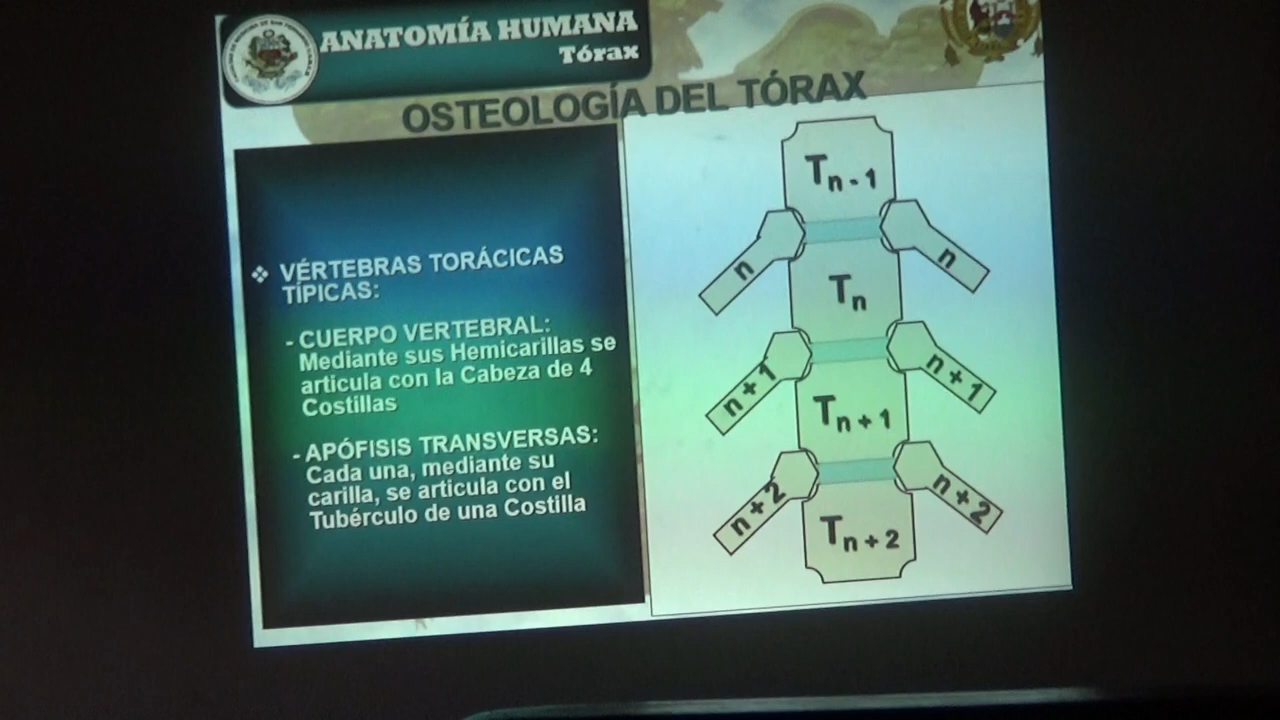 ANATOMÍA HUMANA
Tórax
OSTEOLOGÍA DEL TÓRAX
❖ VÉRTEBRAS TORÁCICAS
TÍPICAS:
- CUERPO VERTEBRAL:
Mediante sus Hemicarillas se
articula con la Cabeza de 4
Costillas
- APÓFISIS TRANSVERSAS:
Cada una, mediante su
carilla, se articula con el
Tubérculo de una Costilla
Tn - 1
n
n
Tn
n + 1
n + 1
Tn + 1
n + 2
n + 2
Tn + 2